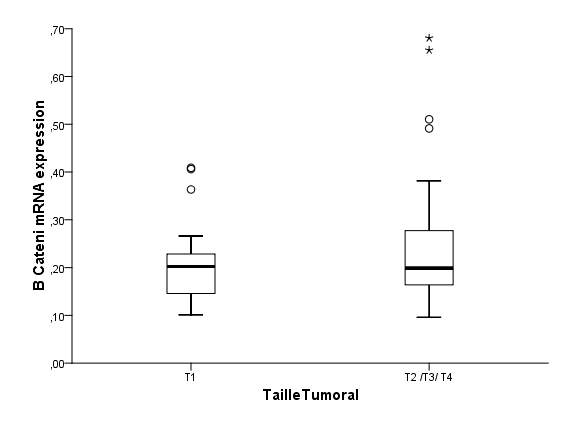 ,70
,60
,50
,40
,30
,20
,10
,00
B Cateni mRNA expression
T1
T2 /T3/ T4
TailleTumoral